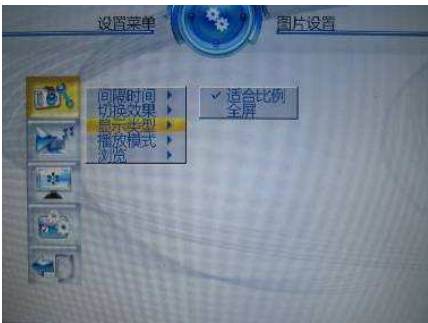 设置菜单
图片设置
间隔时间
切换效果
显示类型
播放模式
浏览
✓ 适合比例
全屏